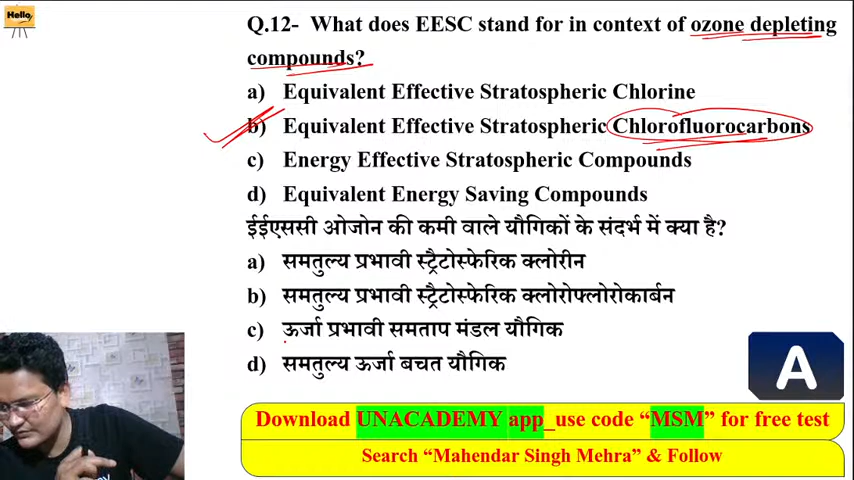 Hello
Q.12- What does EESC stand for in context of ozone depleting
compounds?
a) Equivalent Effective Stratospheric Chlorine
b) Equivalent Effective Stratospheric Chlorofluorocarbons
c) Energy Effective Stratospheric Compounds
d) Equivalent Energy Saving Compounds
ईईएससी ओजोन की कमी वाले यौगिकों के संदर्भ में क्या है?
a) समतुल्य प्रभावी स्ट्रैटोस्फेरिक क्लोरीन
b) समतुल्य प्रभावी स्ट्रैटोस्फेरिक क्लोरोफ्लोरोकार्बन
c) ऊर्जा प्रभावी समताप मंडल यौगिक
d) समतुल्य ऊर्जा बचत यौगिक
A
Download UNACADEMY app_use code “MSM” for free test
Search “Mahendar Singh Mehra” & Follow